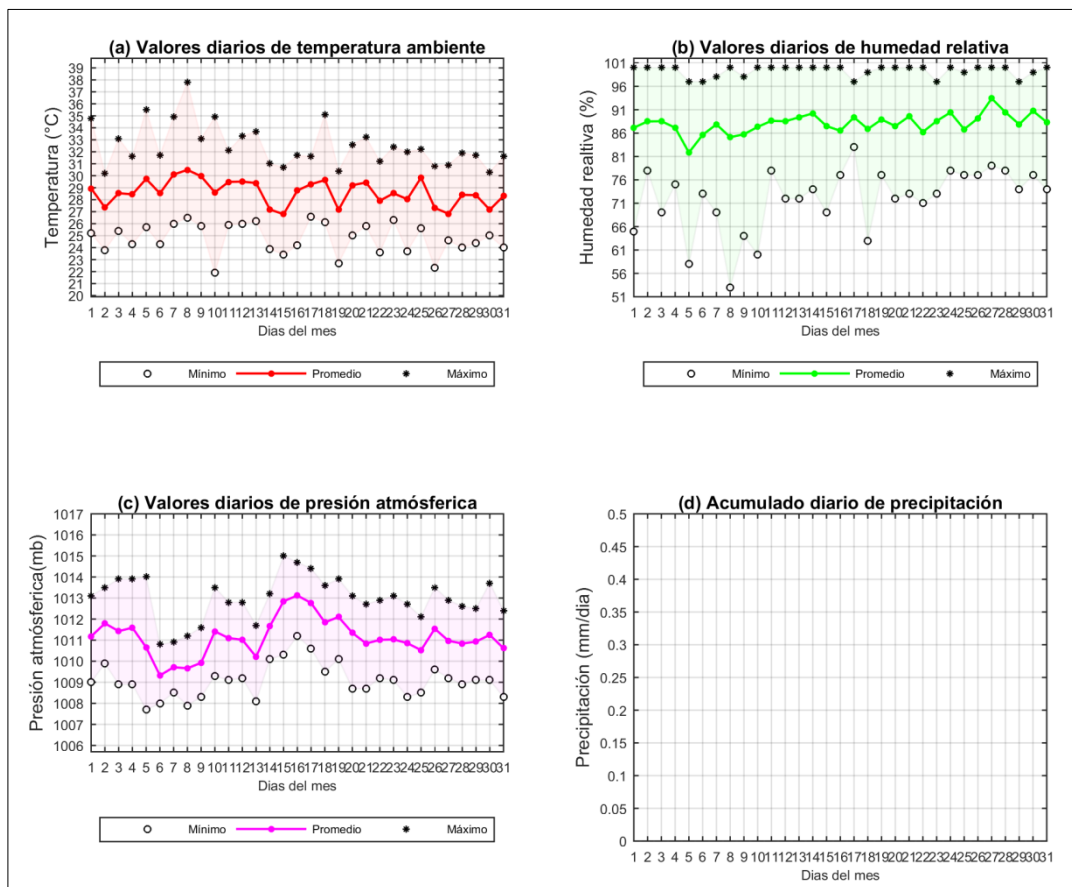 (a) Valores diarios de temperatura ambiente
39
38
37
36
35
34
33
32
31
30
29
28
27
26
25
24
23
22
21
20
Temperatura (°C)
1 2 3 4 5 6 7 8 9 10 11 12 13 14 15 16 17 18 19 20 21 22 23 24 25 26 27 28 29 30 31
Dias del mes
Mínimo Promedio Máximo
(b) Valores diarios de humedad relativa
101
96
91
86
81
76
71
66
61
56
51
Humedad realtiva (%)
1 2 3 4 5 6 7 8 9 10 11 12 13 14 15 16 17 18 19 20 21 22 23 24 25 26 27 28 29 30 31
Dias del mes
Mínimo Promedio Máximo
(c) Valores diarios de presión atmósferica
1017
1016
1015
1014
1013
1012
1011
1010
1009
1008
1007
1006
Presión atmósferica(mb)
1 2 3 4 5 6 7 8 9 10 11 12 13 14 15 16 17 18 19 20 21 22 23 24 25 26 27 28 29 30 31
Dias del mes
Mínimo Promedio Máximo
(d) Acumulado diario de precipitación
0.5
0.45
0.4
0.35
0.3
0.25
0.2
0.15
0.1
0.05
0
Precipitación (mm/dia)
1 2 3 4 5 6 7 8 9 10 11 12 13 14 15 16 17 18 19 20 21 22 23 24 25 26 27 28 29 30 31
Dias del mes